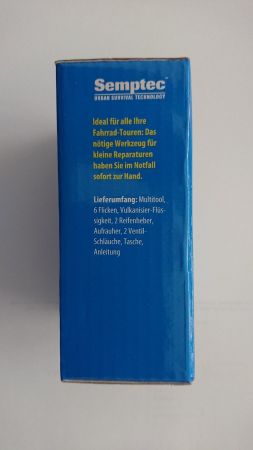 Semptec
URBAN SURVIVAL TECHNOLOGY
Ideal für alle Ihre
Fahrrad-Touren: Das
nötige Werkzeug für
kleine Reparaturen
haben Sie im Notfall
sofort zur Hand.
Lieferumfang: Multitool,
6 Flicken, Vulkanisier-Flüs-
sigkeit, 2 Reifenheber,
Aufrauher, 2 Ventil-
Schläuche, Tasche,
Anleitung